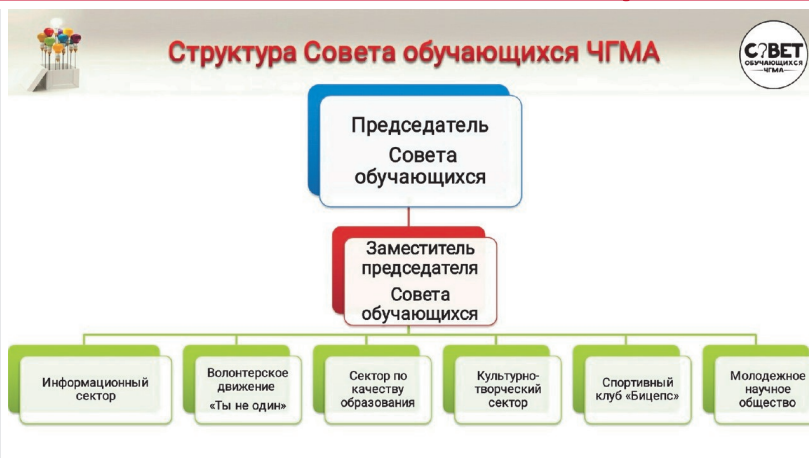 Структура Совета обучающихся ЧГМА
С?ВЕТ
ОБУЧАЮЩИХСЯ
ЧГМА
Председатель
Совета
обучающихся
Заместитель
председателя
Совета
обучающихся
Информационный
сектор
Волонтерское
движение
«Ты не один»
Сектор по
качеству
образования
Культурно-
творческий
сектор
Спортивный
клуб «Бицепс»
Молодежное
научное
общество